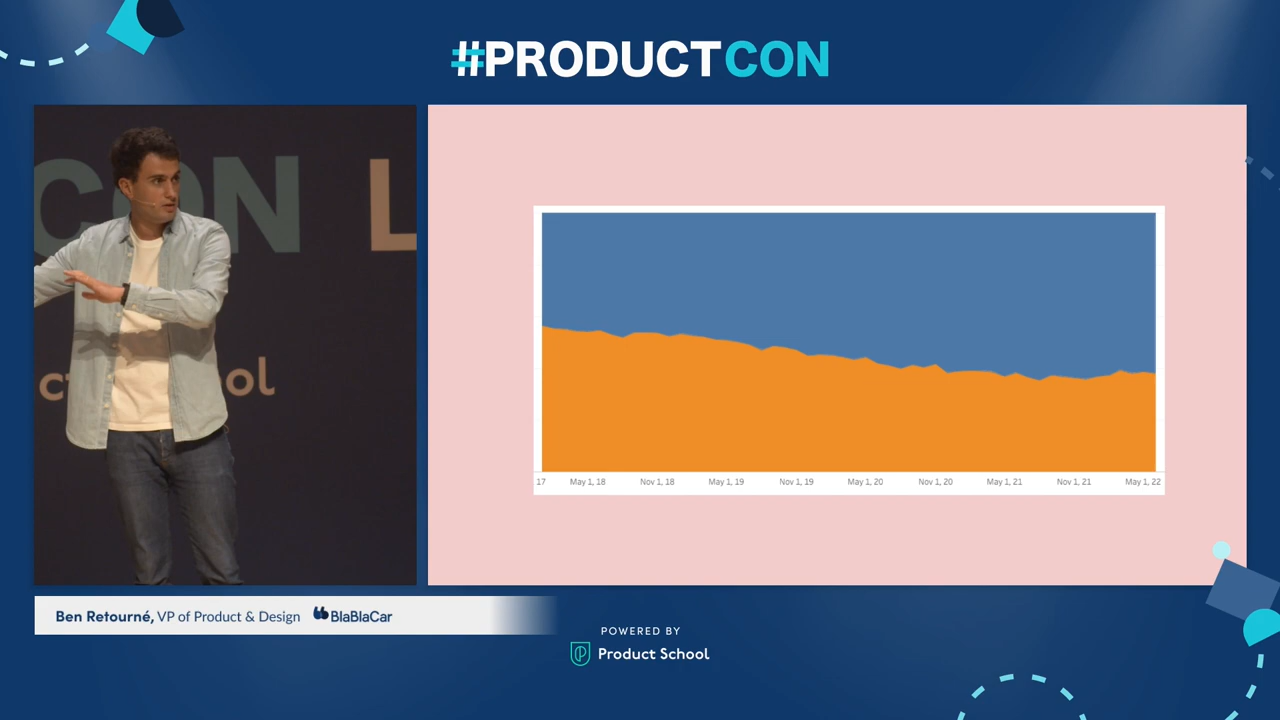 #PRODUCTCON
CON L
ol
17 May 1, 18 Nov 1, 18 May 1, 19 Nov 1, 19 May 1, 20 Nov 1, 20 May 1, 21 Nov 1, 21 May 1, 22
Ben Retourné, VP of Product & Design BlaBlaCar
POWERED BY
Product School